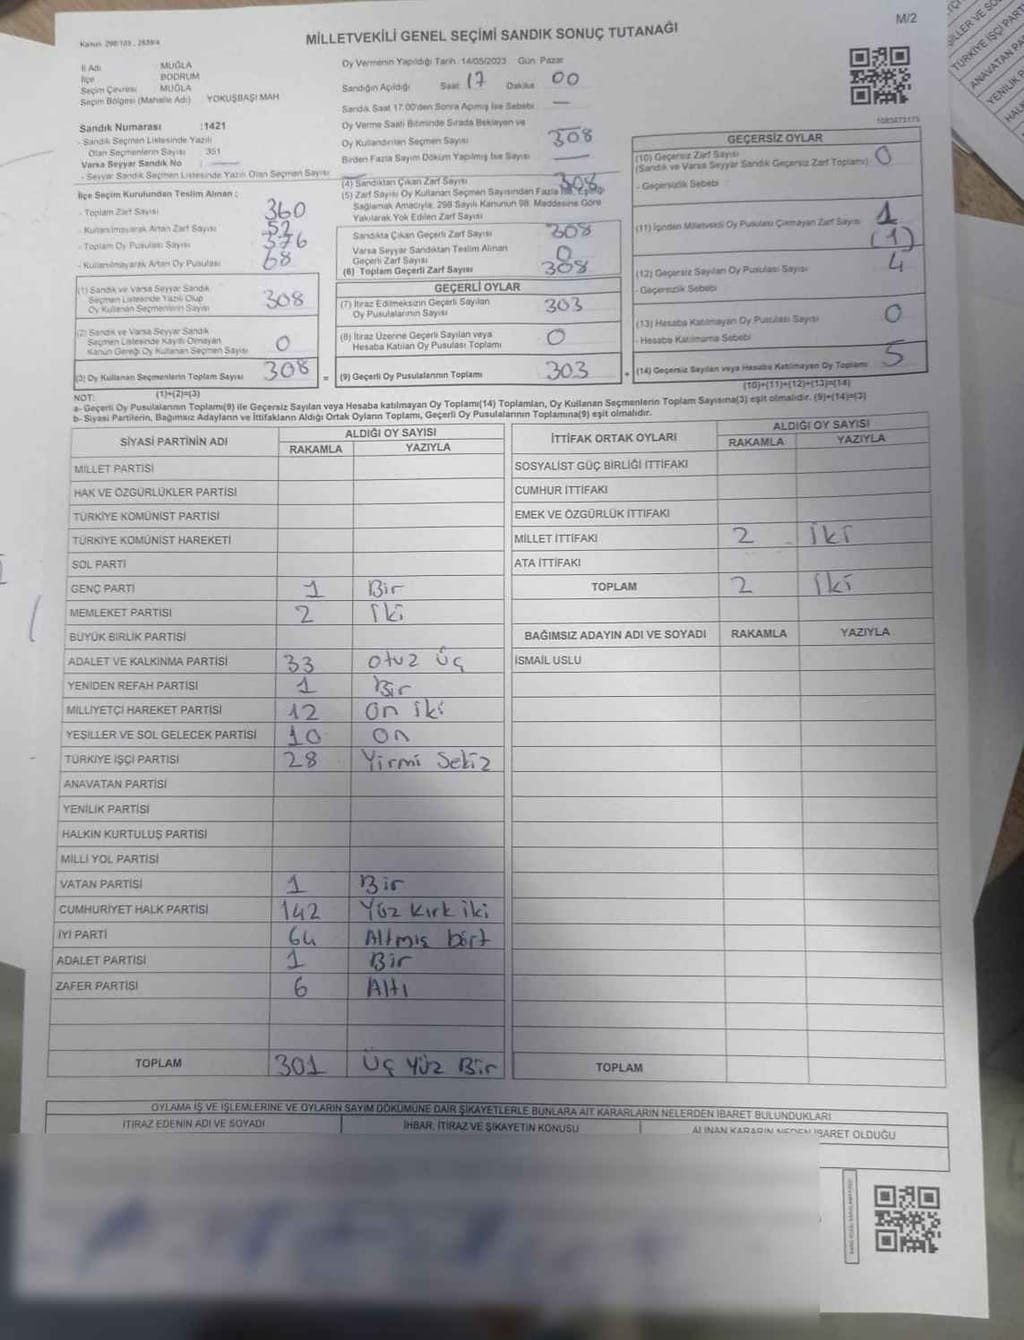 M/2
Kanun 298/105 , 2839/4
MİLLETVEKİLİ GENEL SEÇİMİ SANDIK SONUÇ TUTANAĞI
İl Adı MUĞLA
İlçe BODRUM
Seçim Çevresi MUĞLA
Seçim Bölgesi (Mahalle Adı) YOKUŞBAŞI MAH
Sandık Numarası :1421
- Sandık Seçmen Listesinde Yazılı
Olan Seçmenlerin Sayısı : 351
Varsa Seyyar Sandık No :
- Seyyar Sandık Seçmen Listesinde Yazılı Olan Seçmen Sayısı
Oy Vermenin Yapıldığı Tarih :14/05/2023 Gün: Pazar
Sandığın Açıldığı Saat 17 Dakika 00
Sandık Saat 17.00'den Sonra Açılmış İse Sebebi —
Oy Verme Saati Bitiminde Sırada Bekleyen ve
Oy Kullandırılan Seçmen Sayısı 308
Birden Fazla Sayım Döküm Yapılmış İse Sayısı —
İlçe Seçim Kurulundan Teslim Alınan :
- Toplam Zarf Sayısı 360
- Kullanılmayarak Artan Zarf Sayısı 52
- Toplam Oy Pusulası Sayısı 376
- Kullanılmayarak Artan Oy Pusulası 68
(1) Sandık ve Varsa Seyyar Sandık
Seçmen Listesinde Yazılı Olup
Oy Kullanan Seçmenlerin Sayısı 308
(2) Sandık ve Varsa Seyyar Sandık
Seçmen Listesinde Kayıtlı Olmayan
Kanun Gereği Oy Kullanan Seçmen Sayısı 0
(3) Oy Kullanan Seçmenlerin Toplam Sayısı 308
(1)+(2)=(3)
(4) Sandıktan Çıkan Zarf Sayısı 308
(5) Zarf Sayısı Oy Kullanan Seçmen Sayısından Fazla İse, Eşitliği
Sağlamak Amacıyla, 298 Sayılı Kanunun 98. Maddesine Göre
Yakılarak Yok Edilen Zarf Sayısı
Sandıkta Çıkan Geçerli Zarf Sayısı 308
Varsa Seyyar Sandıktan Teslim Alınan
Geçerli Zarf Sayısı 0
(6) Toplam Geçerli Zarf Sayısı 308
GEÇERLİ OYLAR
(7) İtiraz Edilmeksizin Geçerli Sayılan
Oy Pusulalarının Sayısı 303
(8) İtiraz Üzerine Geçerli Sayılan veya
Hesaba Katılan Oy Pusulası Toplamı 0
= (9) Geçerli Oy Pusulalarının Toplamı 303
1085873175
GEÇERSİZ OYLAR
(10) Geçersiz Zarf Sayısı
(Sandık ve Varsa Seyyar Sandık Geçersiz Zarf Toplamı) 0
- Geçersizlik Sebebi :
(11) İçinden Milletvekili Oy Pusulası Çıkmayan Zarf Sayısı 1
(1)
(12) Geçersiz Sayılan Oy Pusulası Sayısı 4
- Geçersizlik Sebebi
(13) Hesaba Katılmayan Oy Pusulası Sayısı 0
- Hesaba Katılmama Sebebi
+ (14) Geçersiz Sayılan veya Hesaba Katılmayan Oy Toplamı 5
(10)+(11)+(12)+(13)=(14)
NOT:
a- Geçerli Oy Pusulalarının Toplamı(9) ile Geçersiz Sayılan veya Hesaba katılmayan Oy Toplamı(14) Toplamları, Oy Kullanan Seçmenlerin Toplam Sayısına(3) eşit olmalıdır. (9)+(14)=(3)
b- Siyasi Partilerin, Bağımsız Adayların ve İttifakların Aldığı Ortak Oyların Toplamı, Geçerli Oy Pusulalarının Toplamına(9) eşit olmalıdır.
SİYASİ PARTİNİN ADI ALDIĞI OY SAYISI
RAKAMLA YAZIYLA
MİLLET PARTİSİ
HAK VE ÖZGÜRLÜKLER PARTİSİ
TÜRKİYE KOMÜNİST PARTİSİ
TÜRKİYE KOMÜNİST HAREKETİ
SOL PARTİ
GENÇ PARTİ 1 Bir
MEMLEKET PARTİSİ 2 iki
BÜYÜK BİRLİK PARTİSİ
ADALET VE KALKINMA PARTİSİ 33 otuz üç
YENİDEN REFAH PARTİSİ 1 Bir
MİLLİYETÇİ HAREKET PARTİSİ 12 on iki
YEŞİLLER VE SOL GELECEK PARTİSİ 10 on
TÜRKİYE İŞÇİ PARTİSİ 28 Yirmi Sekiz
ANAVATAN PARTİSİ
YENİLİK PARTİSİ
HALKIN KURTULUŞ PARTİSİ
MİLLİ YOL PARTİSİ
VATAN PARTİSİ 1 Bir
CUMHURİYET HALK PARTİSİ 142 Yüz kırk iki
İYİ PARTİ 64 Altmış dört
ADALET PARTİSİ 1 Bir
ZAFER PARTİSİ 6 Altı
TOPLAM 301 Üç Yüz Bir
İTTİFAK ORTAK OYLARI ALDIĞI OY SAYISI
RAKAMLA YAZIYLA
SOSYALİST GÜÇ BİRLİĞİ İTTİFAKI
CUMHUR İTTİFAKI
EMEK VE ÖZGÜRLÜK İTTİFAKI
MİLLET İTTİFAKI 2 iki
ATA İTTİFAKI
TOPLAM 2 iki
BAĞIMSIZ ADAYIN ADI VE SOYADI RAKAMLA YAZIYLA
İSMAİL USLU
TOPLAM
OYLAMA İŞ VE İŞLEMLERİNE VE OYLARIN SAYIM DÖKÜMÜNE DAİR ŞİKAYETLERLE BUNLARA AİT KARARLARIN NELERDEN İBARET BULUNDUKLARI
İTİRAZ EDENİN ADI VE SOYADI İHBAR, İTİRAZ VE ŞİKAYETİN KONUSU ALINAN KARARIN NEDEN İBARET OLDUĞU